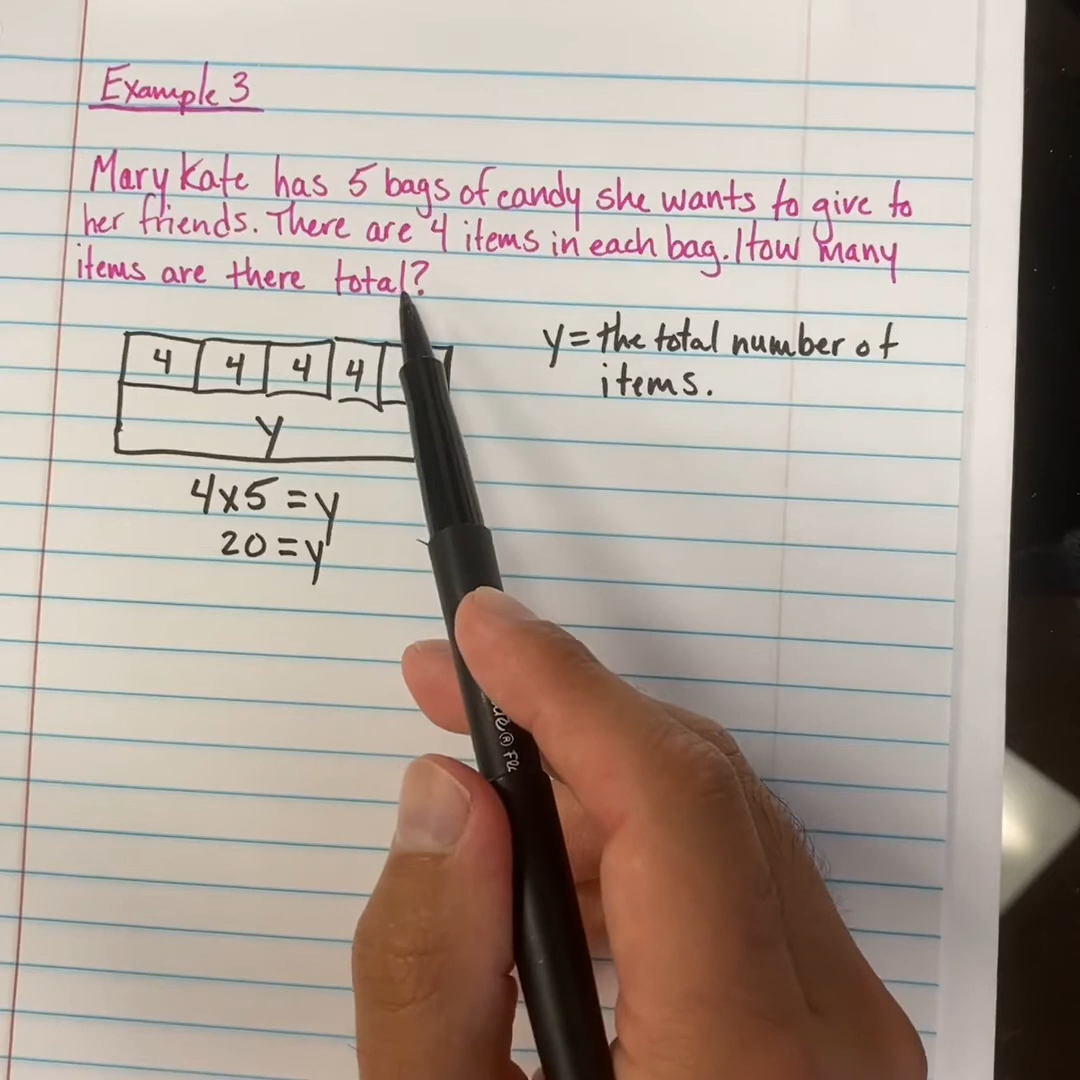 Example 3
Mary Kate has 5 bags of candy she wants to give to
her friends. There are 4 items in each bag. How many
items are there total?
4 4 4 4
y = the total number of
items.
y
4x5 = y
20 = y